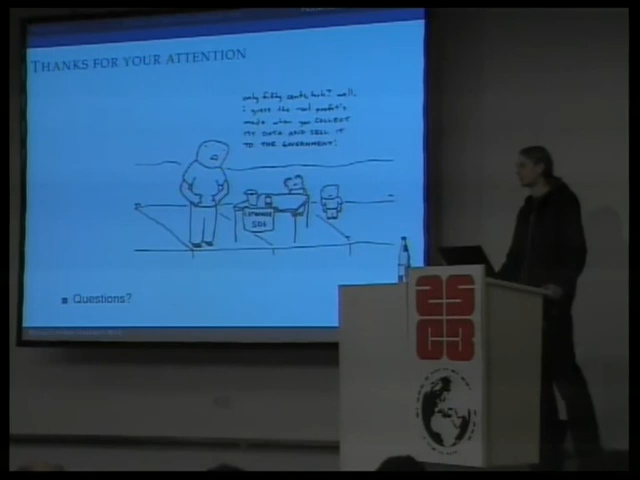 THANKS FOR YOUR ATTENTION
only fifty cents, huh? well,
i guess the real profit's
made when you COLLECT
MY DATA AND SELL IT
TO THE GOVERNMENT!
LEMONADE
50¢
Questions?
25
C3